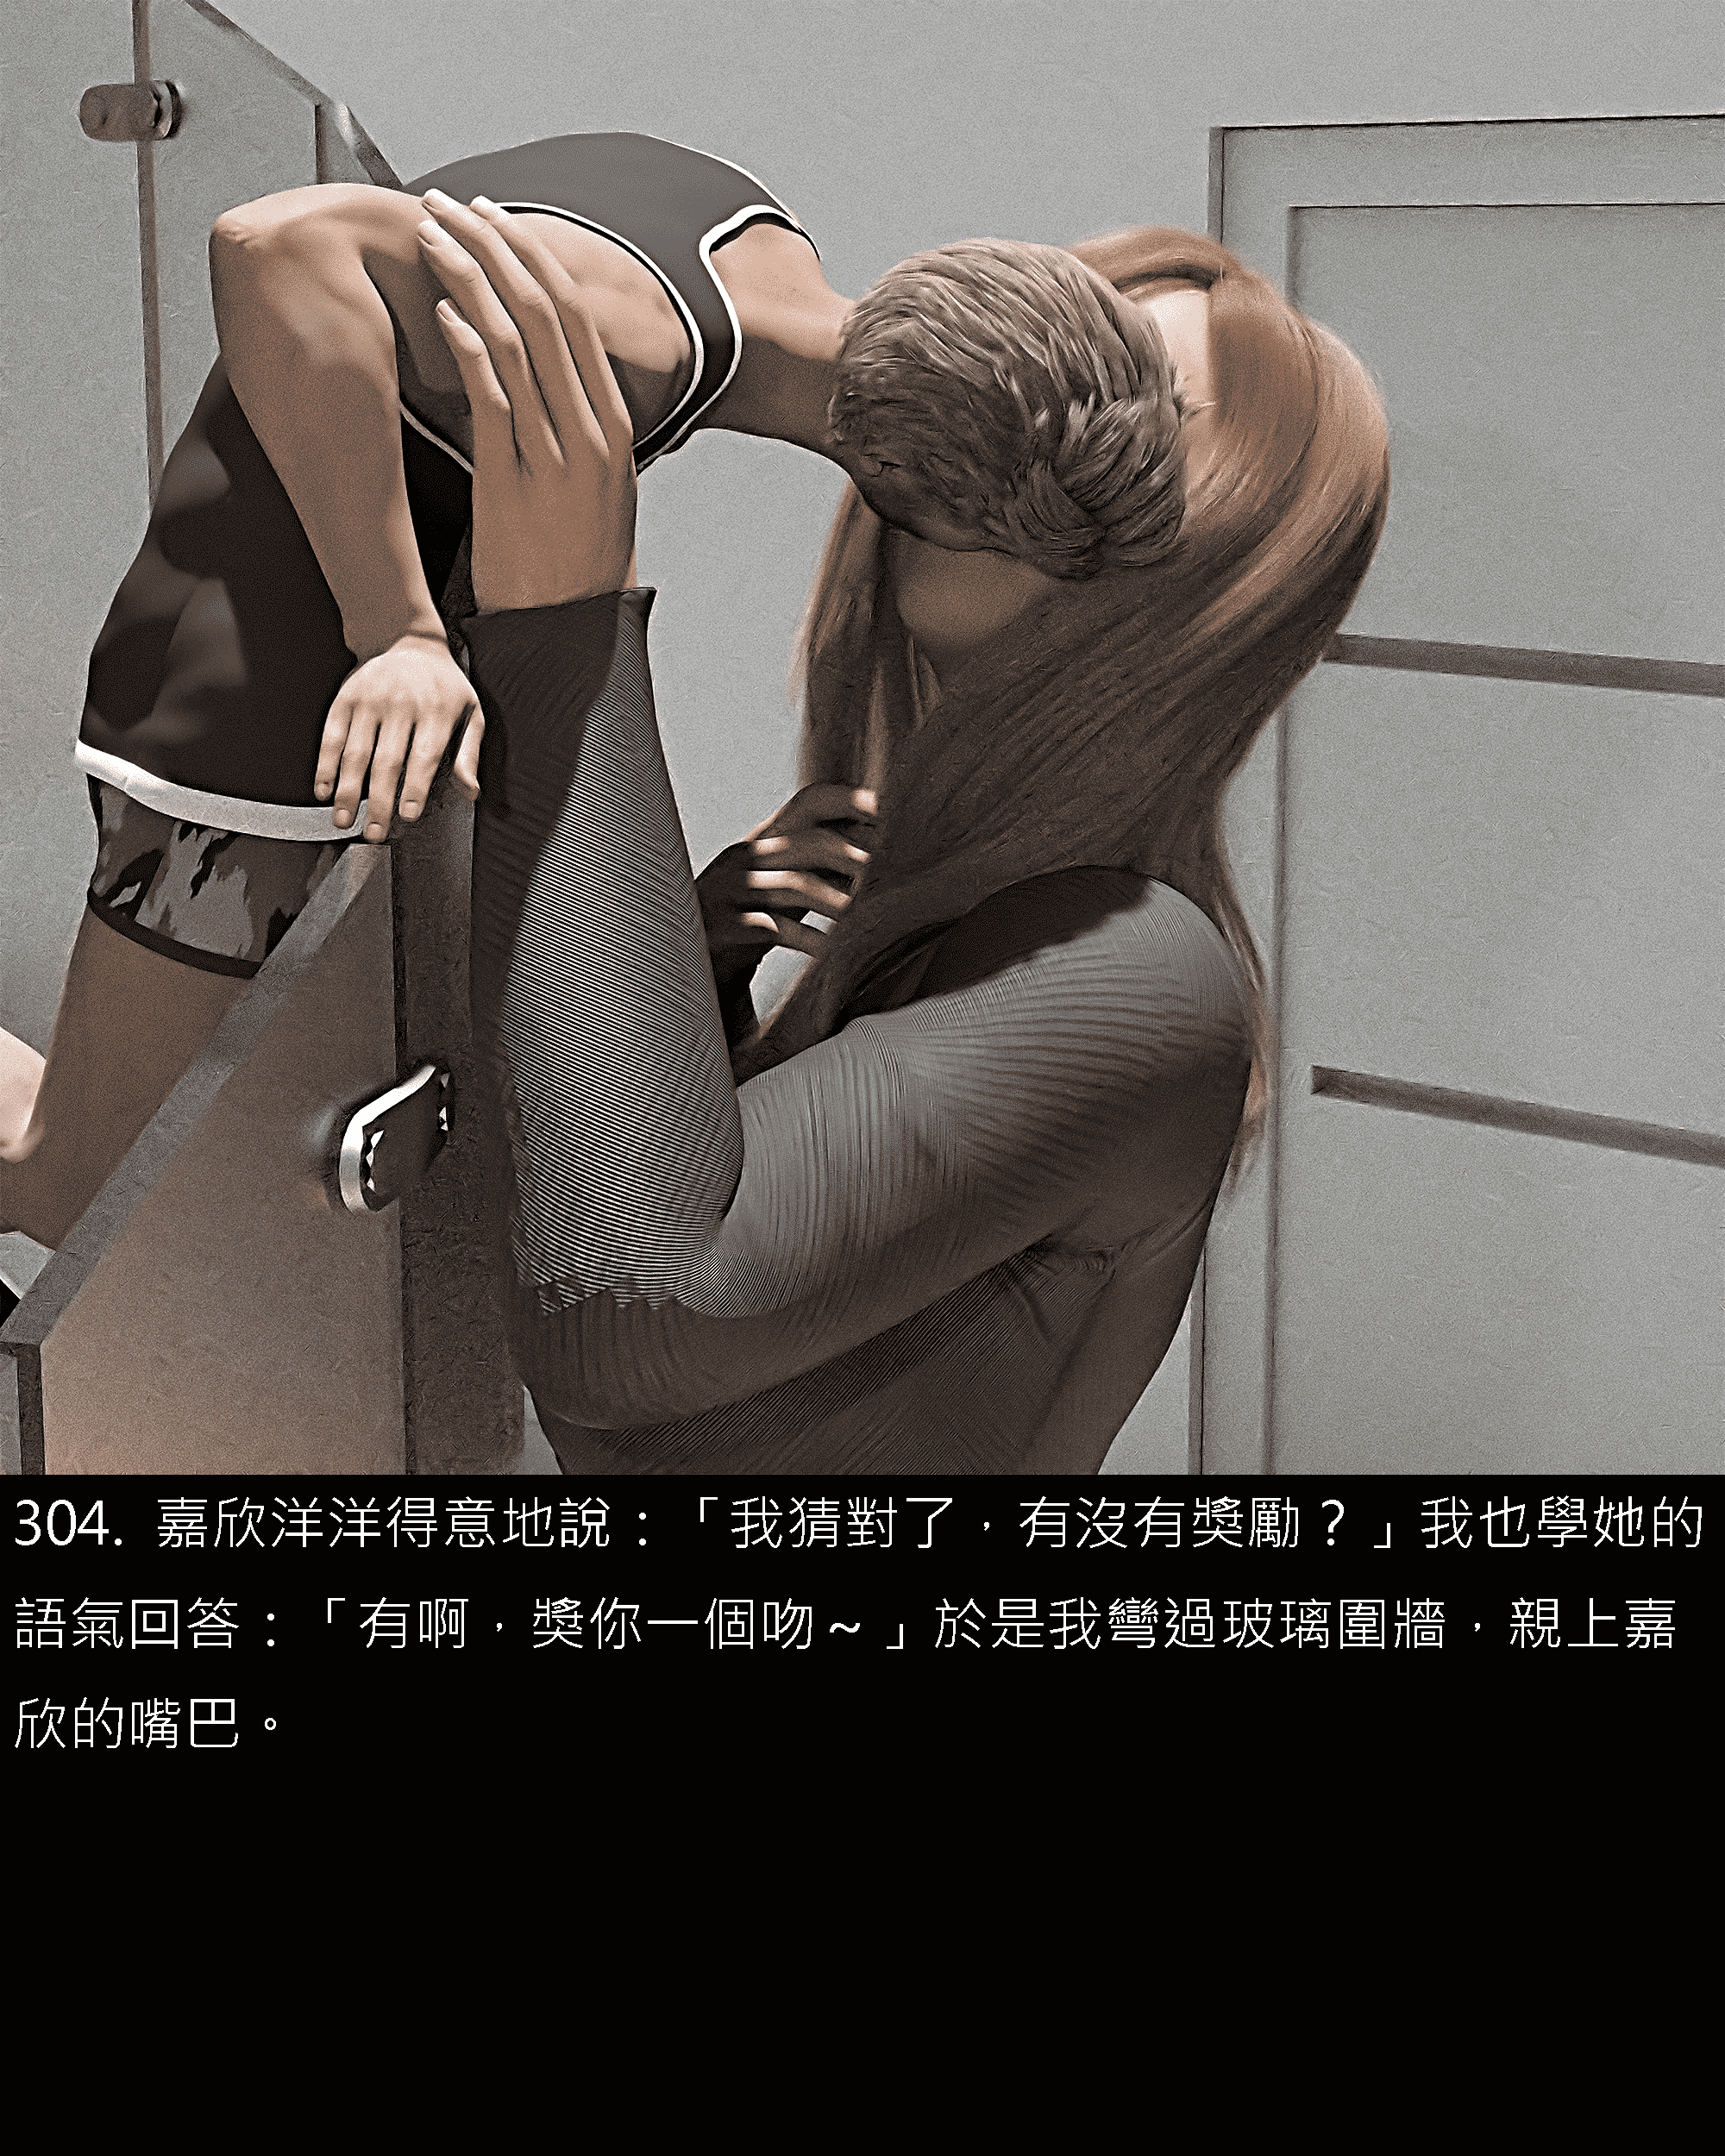 304. 嘉欣洋洋得意地說：「我猜對了，有沒有獎勵？」我也學她的
語氣回答：「有啊，獎你一個吻～」於是我彎過玻璃圍牆，親上嘉
欣的嘴巴。